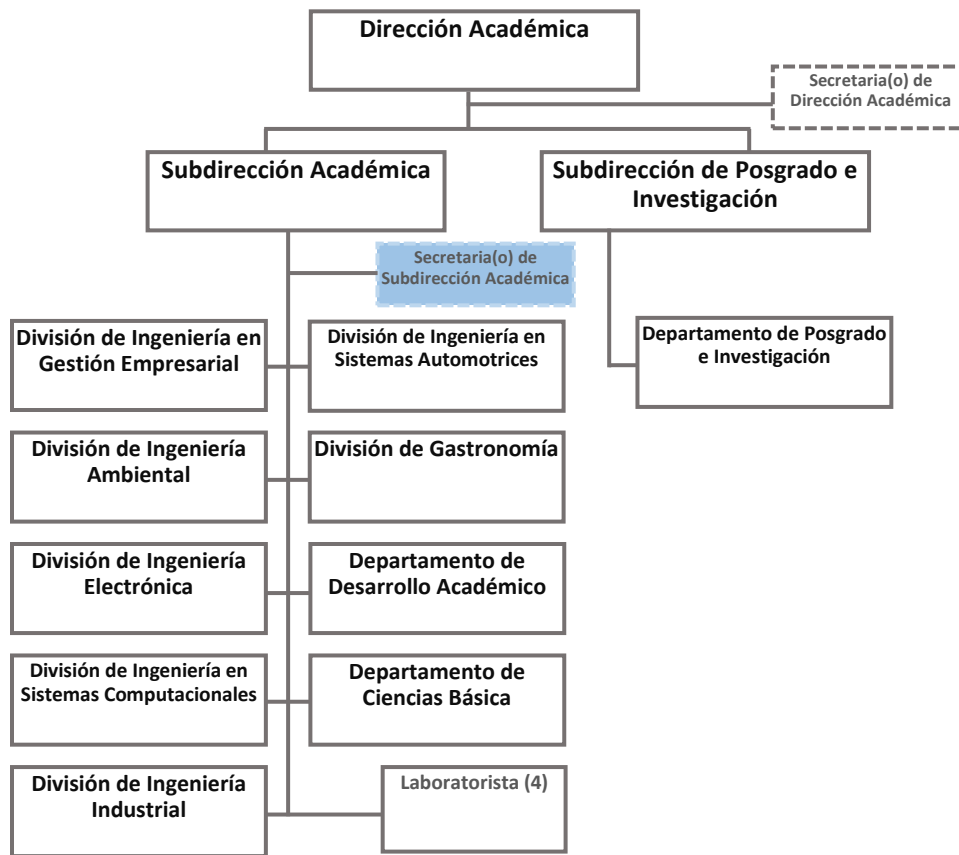 Dirección Académica
Secretaria(o) de
Dirección Académica
Subdirección Académica
Subdirección de Posgrado e
Investigación
Secretaria(o) de
Subdirección Académica
División de Ingeniería en
Gestión Empresarial
División de Ingeniería en
Sistemas Automotrices
Departamento de Posgrado
e Investigación
División de Ingeniería
Ambiental
División de Gastronomía
División de Ingeniería
Electrónica
Departamento de
Desarrollo Académico
División de Ingeniería en
Sistemas Computacionales
Departamento de
Ciencias Básica
División de Ingeniería
Industrial
Laboratorista (4)